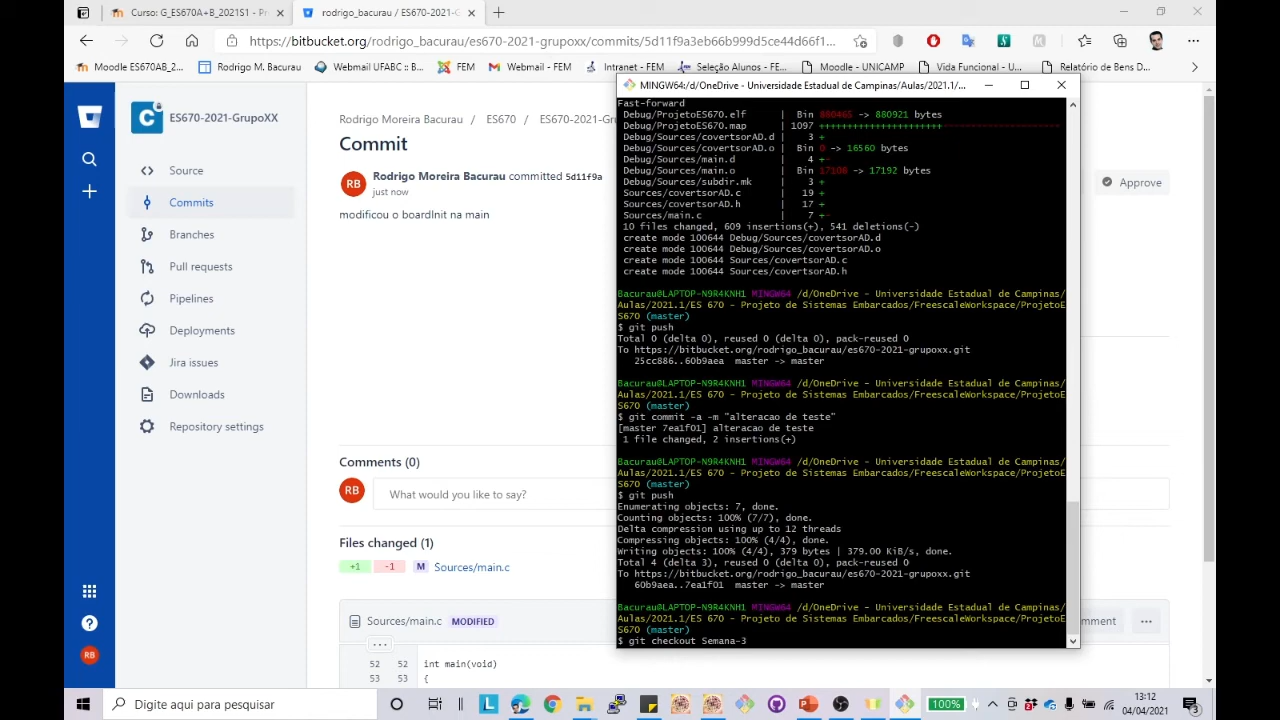 Curso: G_ES670A+B_2021S1 - Pr
rodrigo_bacurau / ES670-2021-G
https://bitbucket.org/rodrigo_bacurau/es670-2021-grupoxx/commits/5d11f9a3eb66b999d5ce44d66f1...
Moodle ES670AB_2...
Rodrigo M. Bacurau
Webmail UFABC :: B...
FEM
Webmail - FEM
Intranet - FEM
Seleção Alunos - FE...
Moodle - UNICAMP
Vida Funcional - U...
Relatório de Bens D...
ES670-2021-GrupoXX
Source
Commits
Branches
Pull requests
Pipelines
Deployments
Jira issues
Downloads
Repository settings
RB
Rodrigo Moreira Bacurau / ES670 / ES670-2021-Gru
Commit
RB
Rodrigo Moreira Bacurau committed 5d11f9a
just now
Approve
modificou o boardInit na main
Comments (0)
RB
What would you like to say?
Files changed (1)
+1 -1 M Sources/main.c
Sources/main.c MODIFIED
mment
...
...
52 52 int main(void)
53 53 {
MINGW64:/d/OneDrive - Universidade Estadual de Campinas/Aulas/2021.1/...
Fast-forward
Debug/ProjetoES670.elf | Bin 890465 -> 880921 bytes
Debug/ProjetoES670.map | 1097 ++++++++++++++++++++++----------------------
Debug/Sources/covertsorAD.d | 3 +
Debug/Sources/covertsorAD.o | Bin 0 -> 16560 bytes
Debug/Sources/main.d | 4 +-
Debug/Sources/main.o | Bin 17108 -> 17192 bytes
Debug/Sources/subdir.mk | 3 +
Sources/covertsorAD.c | 19 +
Sources/covertsorAD.h | 17 +
Sources/main.c | 7 +-
10 files changed, 609 insertions(+), 541 deletions(-)
create mode 100644 Debug/Sources/covertsorAD.d
create mode 100644 Debug/Sources/covertsorAD.o
create mode 100644 Sources/covertsorAD.c
create mode 100644 Sources/covertsorAD.h
Bacurau@LAPTOP-N9R4KNH1 MINGW64 /d/OneDrive - Universidade Estadual de Campinas/
Aulas/2021.1/ES 670 - Projeto de Sistemas Embarcados/FreescaleWorkspace/ProjetoE
S670 (master)
$ git push
Total 0 (delta 0), reused 0 (delta 0), pack-reused 0
To https://bitbucket.org/rodrigo_bacurau/es670-2021-grupoxx.git
25cc886..60b9aea master -> master
Bacurau@LAPTOP-N9R4KNH1 MINGW64 /d/OneDrive - Universidade Estadual de Campinas/
Aulas/2021.1/ES 670 - Projeto de Sistemas Embarcados/FreescaleWorkspace/ProjetoE
S670 (master)
$ git commit -a -m "alteracao de teste"
[master 7ea1f01] alteracao de teste
1 file changed, 2 insertions(+)
Bacurau@LAPTOP-N9R4KNH1 MINGW64 /d/OneDrive - Universidade Estadual de Campinas/
Aulas/2021.1/ES 670 - Projeto de Sistemas Embarcados/FreescaleWorkspace/ProjetoE
S670 (master)
$ git push
Enumerating objects: 7, done.
Counting objects: 100% (7/7), done.
Delta compression using up to 12 threads
Compressing objects: 100% (4/4), done.
Writing objects: 100% (4/4), 379 bytes | 379.00 KiB/s, done.
Total 4 (delta 3), reused 0 (delta 0), pack-reused 0
To https://bitbucket.org/rodrigo_bacurau/es670-2021-grupoxx.git
60b9aea..7ea1f01 master -> master
Bacurau@LAPTOP-N9R4KNH1 MINGW64 /d/OneDrive - Universidade Estadual de Campinas/
Aulas/2021.1/ES 670 - Projeto de Sistemas Embarcados/FreescaleWorkspace/ProjetoE
S670 (master)
$ git checkout Semana-3
Digite aqui para pesquisar
100%
13:12
04/04/2021